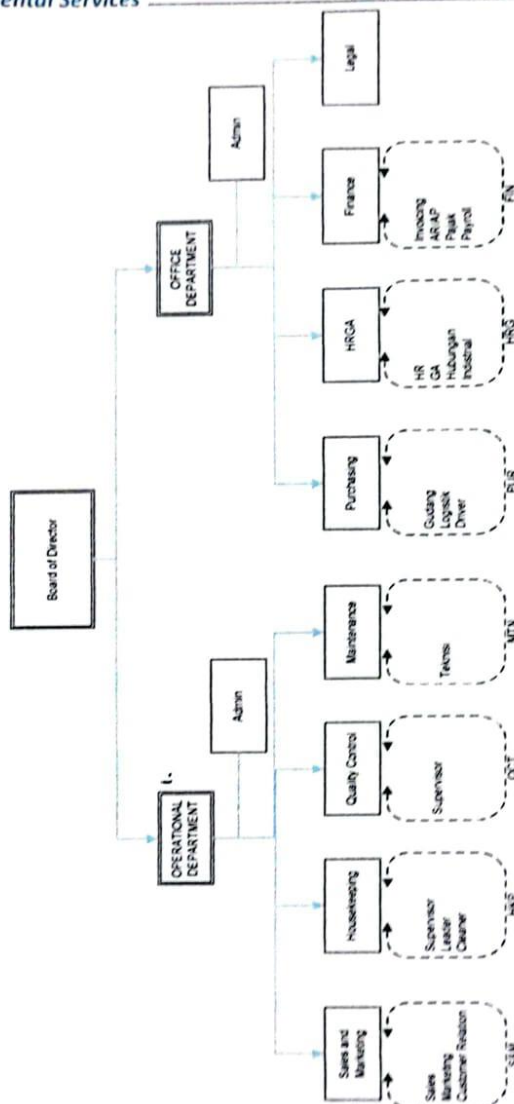 ental Services
Board of Director
OPERATIONAL
DEPARTMENT
OFFICE
DEPARTMENT
Admin
Admin
Sales and
Marketing
Housekeeping
Quality Control
Maintenance
Purchasing
HRGA
Finance
Legal
Sales
Marketing
Customer Relation
Supervisor
Leader
Cleaner
Supervisor
Teknisi
Gudang
Logistik
Driver
HR
GA
Hubungan
Industrial
Invoicing
AR/AP
Pajak
Payroll
MTN
PUR
HRG
FIN